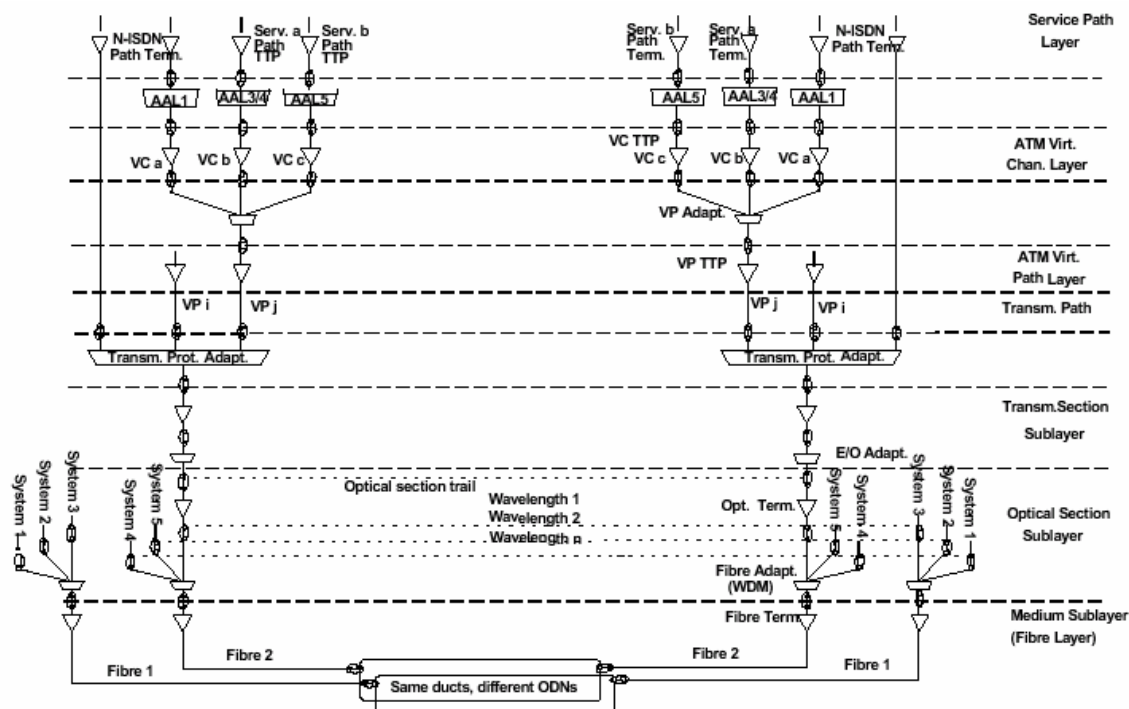 N-ISDN
Path Term.
Serv. a
Path
TTP
Serv. b
Path
TTP
Serv. b
Path
Term.
Serv. a
Path
Term.
N-ISDN
Path Term.
Service Path
Layer
AAL1
AAL3/4
AAL5
AAL5
AAL3/4
AAL1
VC a
VC b
VC c
VC TTP
VC c
VC b
VC a
ATM Virt.
Chan. Layer
VP Adapt.
VP TTP
ATM Virt.
Path Layer
VP i
VP j
VP j
VP i
Transm. Path
Transm. Prot. Adapt.
Transm. Prot. Adapt.
Transm.Section
Sublayer
E/O Adapt.
System 1
System 2
System 3
System 4
System 5
Optical section trail
Wavelength 1
Wavelength 2
Wavelength n
Opt. Term.
System 5
System 4
System 3
System 2
System 1
Optical Section
Sublayer
Fibre Adapt.
(WDM)
Fibre Term
Medium Sublayer
(Fibre Layer)
Fibre 1
Fibre 2
Fibre 2
Fibre 1
Same ducts, different ODNs